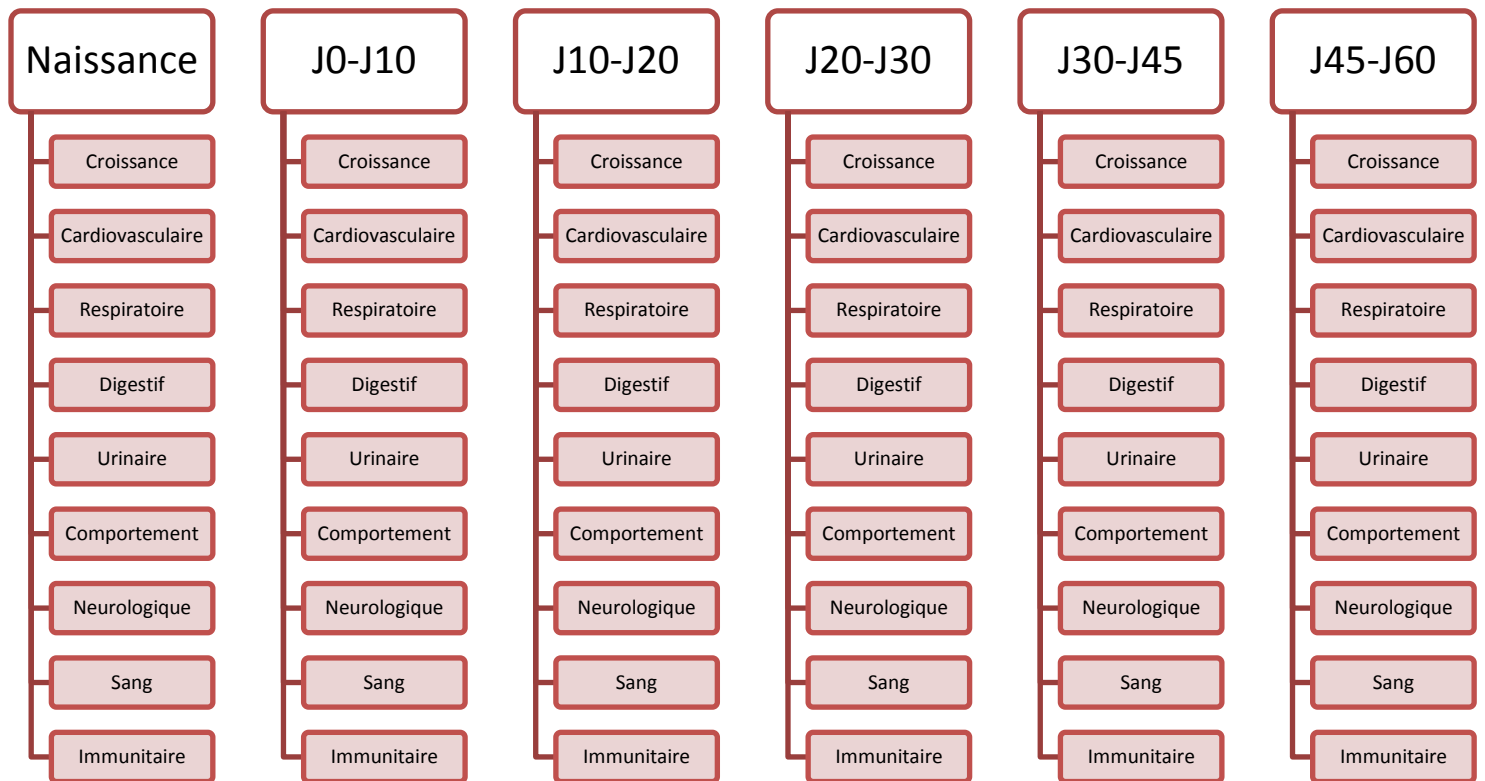 Naissance
Croissance
Cardiovasculaire
Respiratoire
Digestif
Urinaire
Comportement
Neurologique
Sang
Immunitaire
J0-J10
Croissance
Cardiovasculaire
Respiratoire
Digestif
Urinaire
Comportement
Neurologique
Sang
Immunitaire
J10-J20
Croissance
Cardiovasculaire
Respiratoire
Digestif
Urinaire
Comportement
Neurologique
Sang
Immunitaire
J20-J30
Croissance
Cardiovasculaire
Respiratoire
Digestif
Urinaire
Comportement
Neurologique
Sang
Immunitaire
J30-J45
Croissance
Cardiovasculaire
Respiratoire
Digestif
Urinaire
Comportement
Neurologique
Sang
Immunitaire
J45-J60
Croissance
Cardiovasculaire
Respiratoire
Digestif
Urinaire
Comportement
Neurologique
Sang
Immunitaire